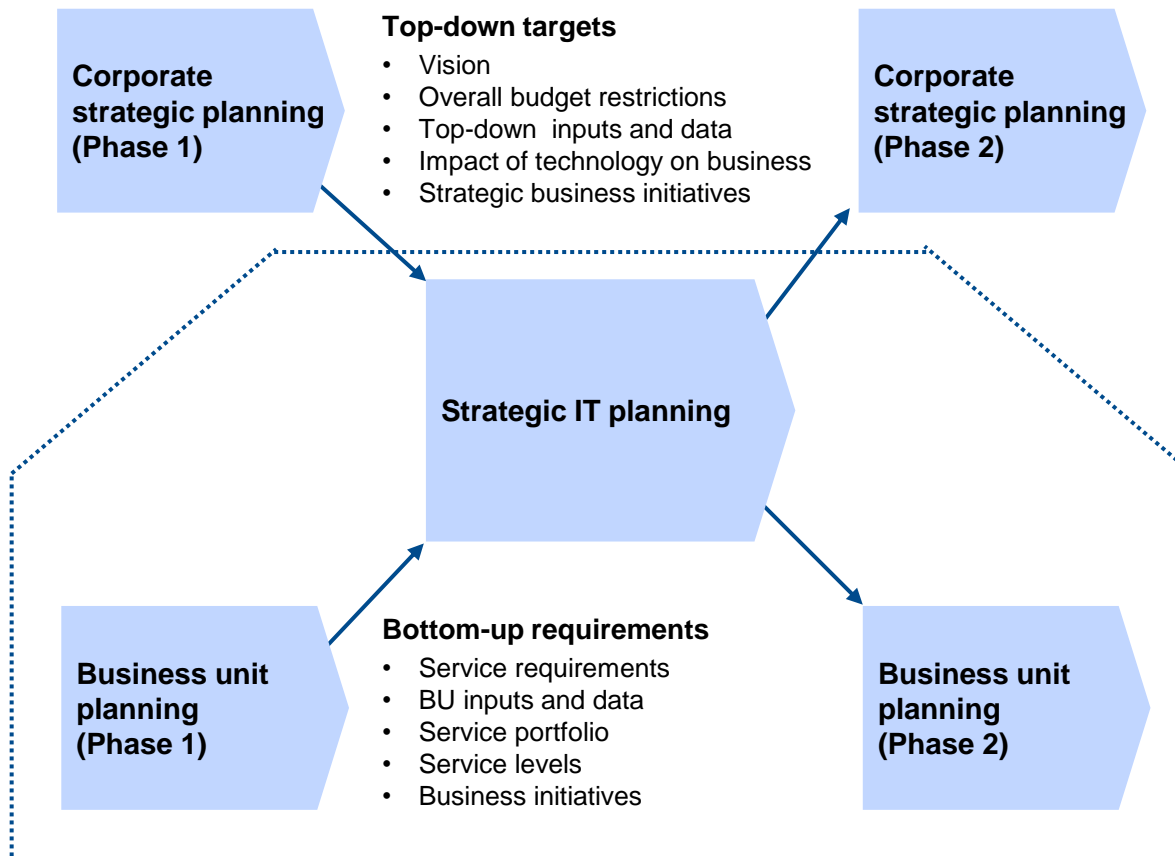 Corporate
strategic planning
(Phase 1)
Top-down targets
• Vision
• Overall budget restrictions
• Top-down inputs and data
• Impact of technology on business
• Strategic business initiatives
Corporate
strategic planning
(Phase 2)
Strategic IT planning
Business unit
planning
(Phase 1)
Bottom-up requirements
• Service requirements
• BU inputs and data
• Service portfolio
• Service levels
• Business initiatives
Business unit
planning
(Phase 2)